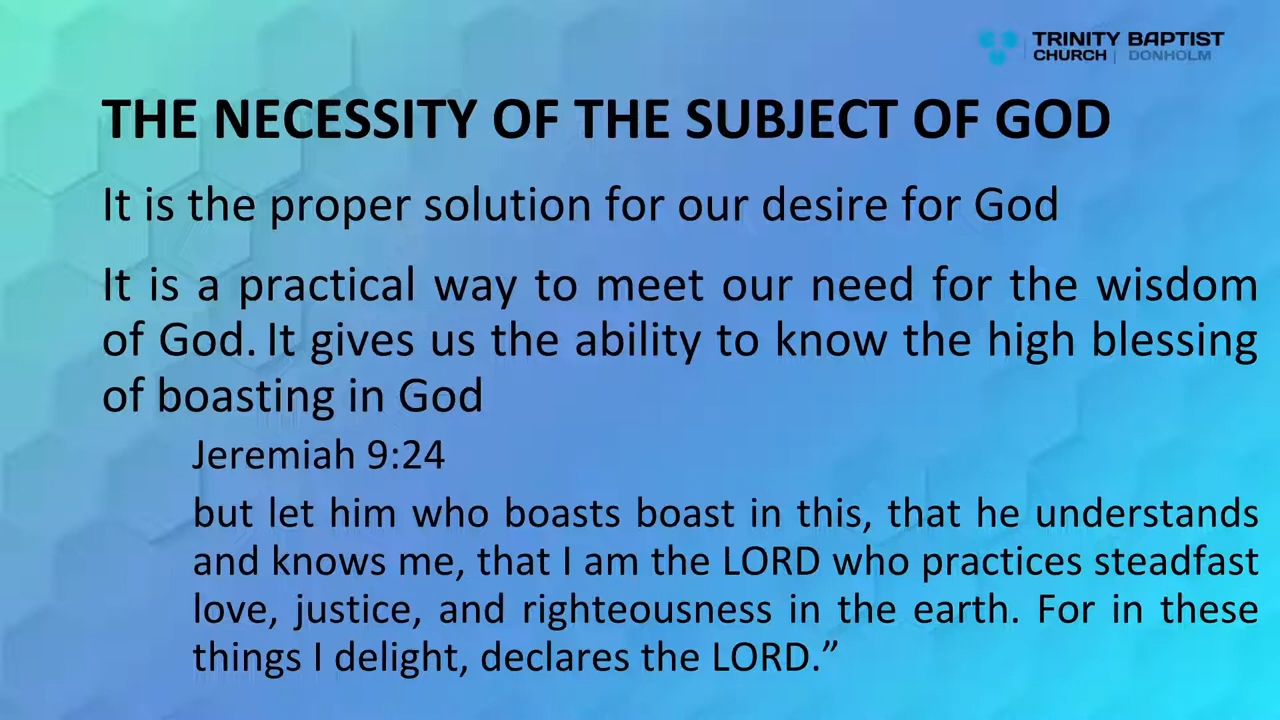 TRINITY BAPTIST
CHURCH | DONHOLM
THE NECESSITY OF THE SUBJECT OF GOD
It is the proper solution for our desire for God
It is a practical way to meet our need for the wisdom
of God. It gives us the ability to know the high blessing
of boasting in God
Jeremiah 9:24
but let him who boasts boast in this, that he understands
and knows me, that I am the LORD who practices steadfast
love, justice, and righteousness in the earth. For in these
things I delight, declares the LORD.”